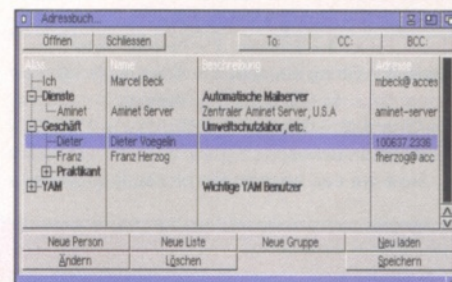 Adressbuch...
Öffnen Schliessen To: CC: BCC:
Alias Name Beschreibung Adresse
Ich Marcel Beck mbeck@acces
Dienste Automatische Mailserver
Aminet Aminet Server Zentraler Aminet Server, U.S.A aminet-server
Geschäft Umweltschutzlabor, etc.
Dieter Dieter Voegelin 100637.2336
Franz Franz Herzog fherzog@acc
Praktikant
YAM Wichtige YAM Benutzer
Neue Person Neue Liste Neue Gruppe Neu laden
Ändern Löschen Speichern